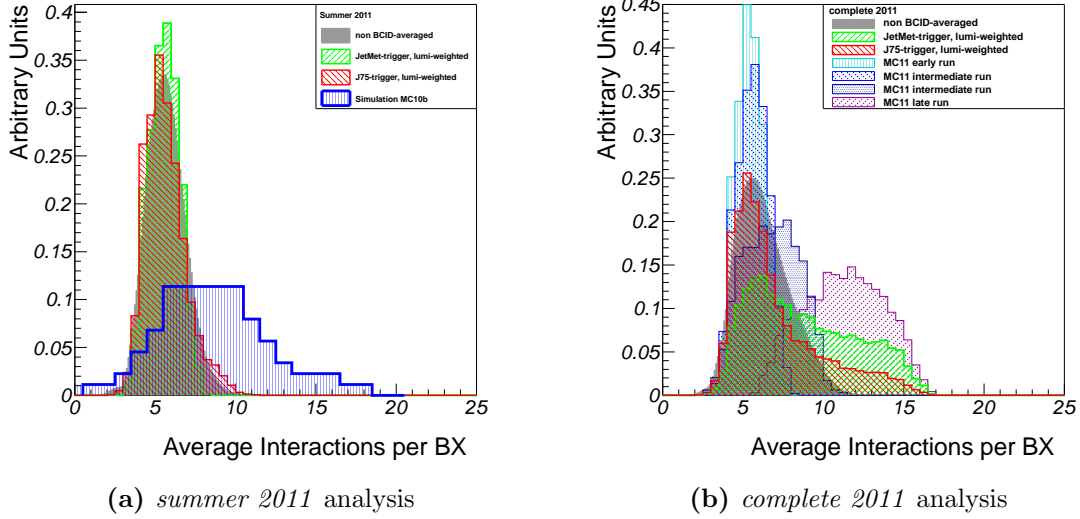 Summer 2011
non BCID-averaged
JetMet-trigger, lumi-weighted
J75-trigger, lumi-weighted
Simulation MC10b
Arbitrary Units
0.4
0.35
0.3
0.25
0.2
0.15
0.1
0.05
0
0 5 10 15 20 25
Average Interactions per BX
(a) summer 2011 analysis
complete 2011
non BCID-averaged
JetMet-trigger, lumi-weighted
J75-trigger, lumi-weighted
MC11 early run
MC11 intermediate run
MC11 intermediate run
MC11 late run
Arbitrary Units
0.45
0.4
0.35
0.3
0.25
0.2
0.15
0.1
0.05
0
0 5 10 15 20 25
Average Interactions per BX
(b) complete 2011 analysis